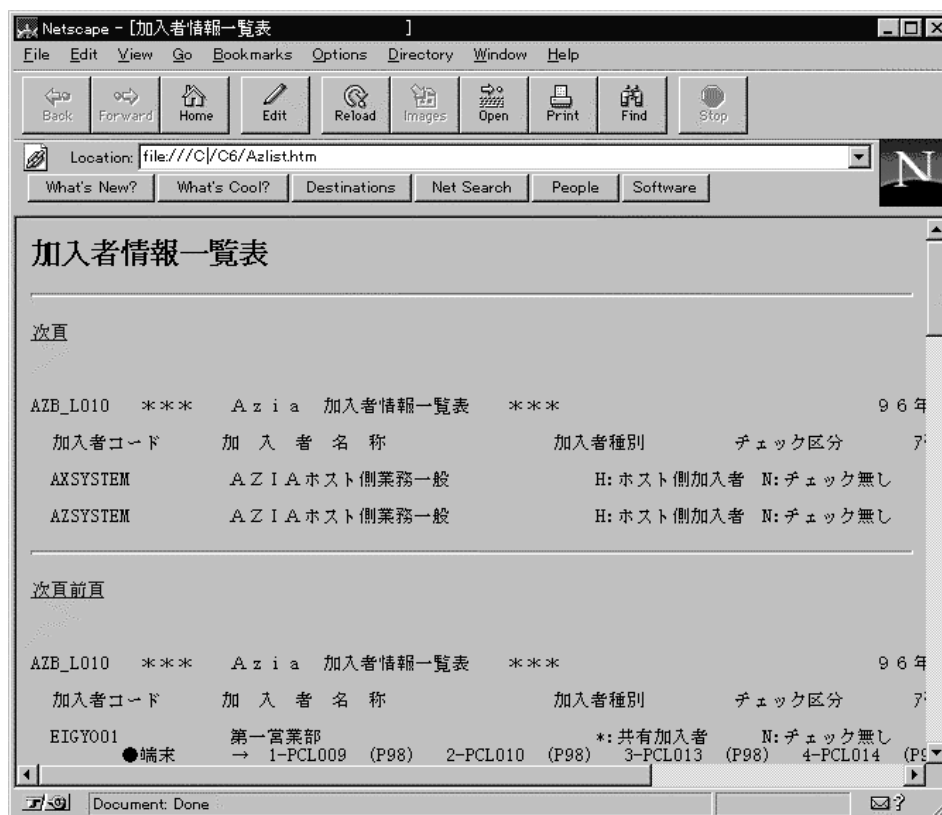 Netscape - [加入者情報一覧表 ]
File Edit View Go Bookmarks Options Directory Window Help
Back Forward Home Edit Reload Images Open Print Find Stop
Location: file:///C|/C6/Azlist.htm
N
What's New? What's Cool? Destinations Net Search People Software
加入者情報一覧表
次頁
AZB_L010 *** Ａｚｉａ 加入者情報一覧表 *** ９６年
加入者コード 加 入 者 名 称 加入者種別 チェック区分
AXSYSTEM ＡＺＩＡホスト側業務一般 H:ホスト側加入者 N:チェック無し
AZSYSTEM ＡＺＩＡホスト側業務一般 H:ホスト側加入者 N:チェック無し
次頁前頁
AZB_L010 *** Ａｚｉａ 加入者情報一覧表 *** ９６年
加入者コード 加 入 者 名 称 加入者種別 チェック区分
EIGYO01 第一営業部 *:共有加入者 N:チェック無し
●端末 → 1-PCL009 (P98) 2-PCL010 (P98) 3-PCL013 (P98) 4-PCL014
Document: Done